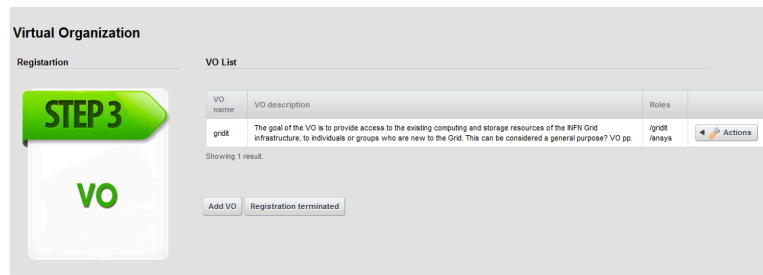 Virtual Organization
Registartion
VO List
STEP 3
VO
VO name
VO description
Roles
gridit
The goal of the VO is to provide access to the existing computing and storage resources of the INFN Grid
infrastructure, to individuals or groups who are new to the Grid. This can be considered a general purpose? VO pp.
/gridit
/ansys
Actions
Showing 1 result.
Add VO
Registration terminated